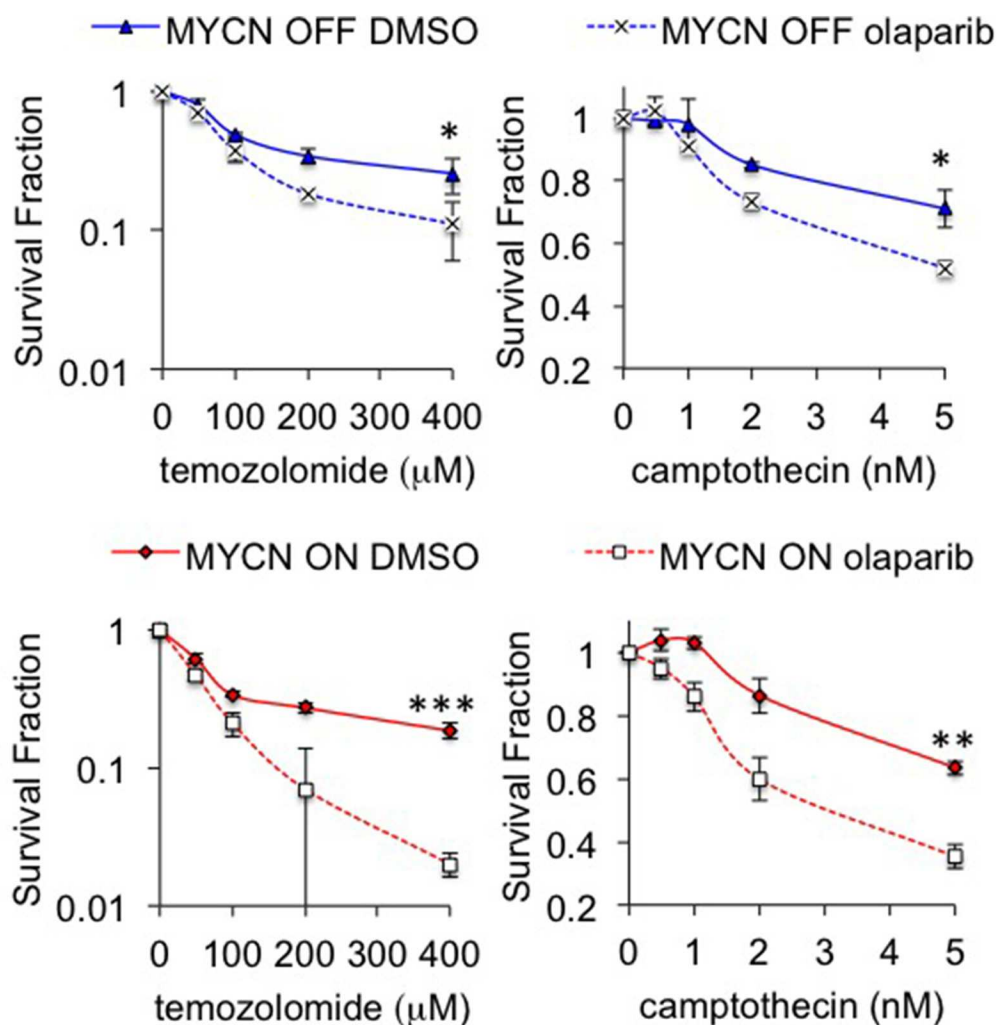 MYCN OFF DMSO
MYCN OFF olaparib
Survival Fraction
1
0.1
0.01
*
0 100 200 300 400
temozolomide (μM)
Survival Fraction
1
0.8
0.6
0.4
0.2
*
0 1 2 3 4 5
camptothecin (nM)
MYCN ON DMSO
MYCN ON olaparib
Survival Fraction
1
0.1
0.01
***
0 100 200 300 400
temozolomide (μM)
Survival Fraction
1
0.8
0.6
0.4
0.2
**
0 1 2 3 4 5
camptothecin (nM)